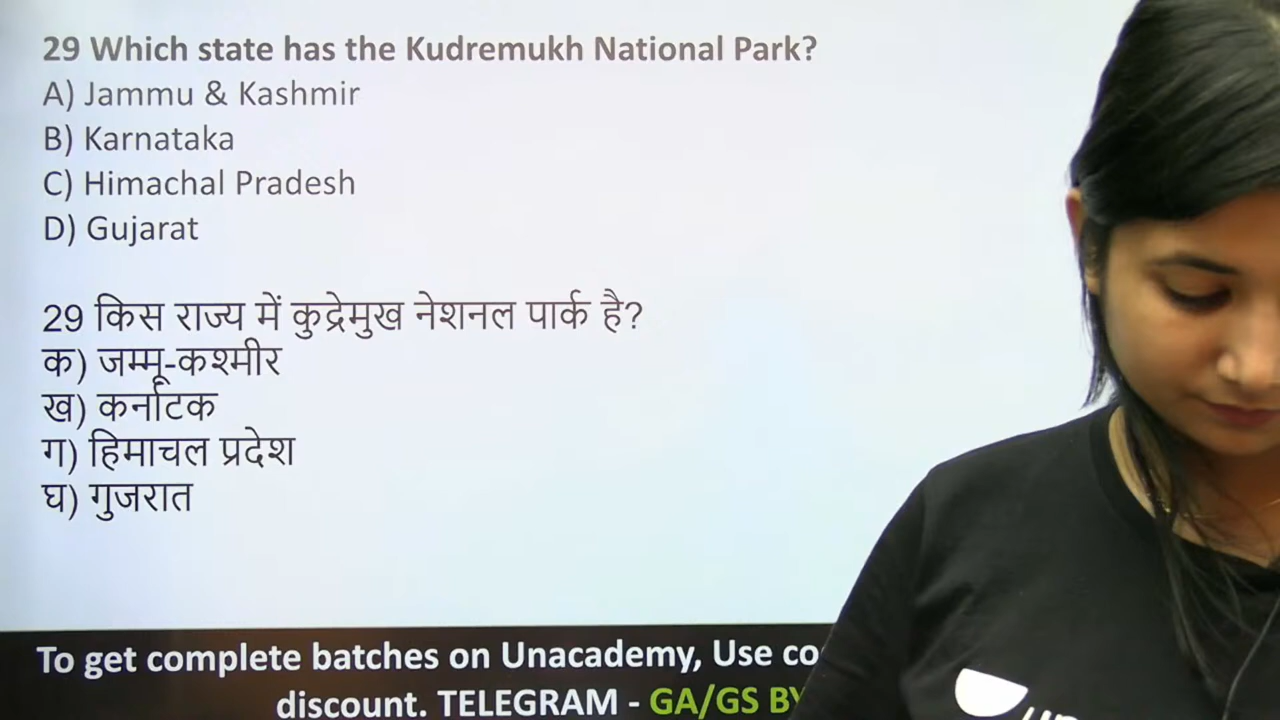 29 Which state has the Kudremukh National Park?
A) Jammu & Kashmir
B) Karnataka
C) Himachal Pradesh
D) Gujarat
29 किस राज्य में कुद्रेमुख नेशनल पार्क है?
क) जम्मू-कश्मीर
ख) कर्नाटक
ग) हिमाचल प्रदेश
घ) गुजरात
To get complete batches on Unacademy, Use
discount. TELEGRAM - GA/GS BY